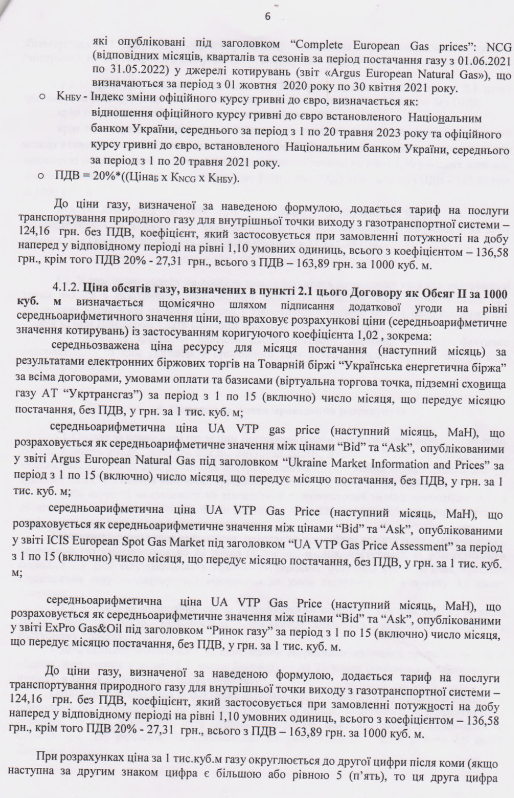 6
які опубліковані під заголовком “Complete European Gas prices”: NCG
(відповідних місяців, кварталів та сезонів за період постачання газу з 01.06.2021
по 31.05.2022) у джерелі котирувань (звіт «Argus European Natural Gas»), що
визначаються за період з 01 жовтня 2020 року по 30 квітня 2021 року.
o КНБУ - Індекс зміни офіційного курсу гривні до євро, визначається як:
відношення офіційного курсу гривні до євро встановленого Національним
банком України, середнього за період з 1 по 20 травня 2023 року та офіційного
курсу гривні до євро, встановленого Національним банком України, середнього
за період з 1 по 20 травня 2021 року.
o ПДВ = 20%*((ЦінаБ х КNCG х КНБУ).
До ціни газу, визначеної за наведеною формулою, додається тариф на послуги
транспортування природного газу для внутрішньої точки виходу з газотранспортної системи –
124,16 грн. без ПДВ, коефіцієнт, який застосовується при замовленні потужності на добу
наперед у відповідному періоді на рівні 1,10 умовних одиниць, всього з коефіцієнтом – 136,58
грн., крім того ПДВ 20% - 27,31 грн., всього з ПДВ – 163,89 грн. за 1000 куб. м.
4.1.2. Ціна обсягів газу, визначених в пункті 2.1 цього Договору як Обсяг II за 1000
куб. м визначається щомісячно шляхом підписання додаткової угоди на рівні
середньоарифметичного значення ціни, що враховує розрахункові ціни (середньоарифметичне
значення котирувань) із застосуванням коригуючого коефіцієнта 1,02 , зокрема:
середньозважена ціна ресурсу для місяця постачання (наступний місяць) за
результатами електронних біржових торгів на Товарній біржі “Українська енергетична біржа”
за всіма договорами, умовами оплати та базисами (віртуальна торгова точка, підземні сховища
газу АТ “Укртрансгаз”) за період з 1 по 15 (включно) число місяця, що передує місяцю
постачання, без ПДВ, у грн. за 1 тис. куб. м;
середньоарифметична ціна UA VTP gas price (наступний місяць, MaH), що
розраховується як середньоарифметичне значення між цінами “Bid” та “Ask”, опублікованими
у звіті Argus European Natural Gas під заголовком “Ukraine Market Information and Prices” за
період з 1 по 15 (включно) число місяця, що передує місяцю постачання, без ПДВ, у грн. за 1
тис. куб. м;
середньоарифметична ціна UA VTP Gas Price (наступний місяць, MaH), що
розраховується як середньоарифметичне значення між цінами “Bid” та “Ask”, опублікованими
у звіті ICIS European Spot Gas Market під заголовком “UA VTP Gas Price Assessment” за період
з 1 по 15 (включно) число місяця, що передує місяцю постачання, без ПДВ, у грн. за 1 тис. куб.
м;
середньоарифметична ціна UA VTP Gas Price (наступний місяць, MaH), що
розраховується як середньоарифметичне значення між цінами “Bid” та “Ask”, опублікованими
у звіті ExPro Gas&Oil під заголовком “Ринок газу” за період з 1 по 15 (включно) число місяця,
що передує місяцю постачання, без ПДВ, у грн. за 1 тис. куб. м.
До ціни газу, визначеної за наведеною формулою, додається тариф на послуги
транспортування природного газу для внутрішньої точки виходу з газотранспортної системи –
124,16 грн. без ПДВ, коефіцієнт, який застосовується при замовленні потужності на добу
наперед у відповідному періоді на рівні 1,10 умовних одиниць, всього з коефіцієнтом – 136,58
грн., крім того ПДВ 20% - 27,31 грн., всього з ПДВ – 163,89 грн. за 1000 куб. м.
При розрахунках ціна за 1 тис.куб.м газу округлюється до другої цифри після коми (якщо
наступна за другим знаком цифра є більшою або рівною 5 (п’ять), то ця друга цифра